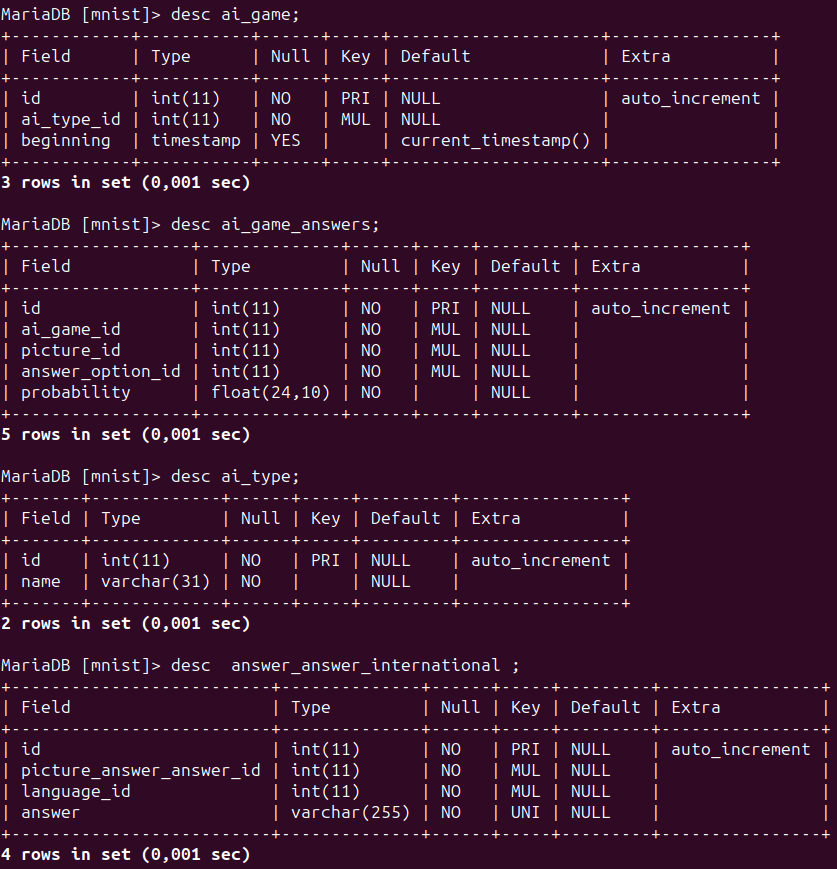 MariaDB [mnist]> desc ai_game;
+------------+-----------+------+-----+---------------------+----------------+
| Field      | Type      | Null | Key | Default             | Extra          |
+------------+-----------+------+-----+---------------------+----------------+
| id         | int(11)   | NO   | PRI | NULL                | auto_increment |
| ai_type_id | int(11)   | NO   | MUL | NULL                |                |
| beginning  | timestamp | YES  |     | current_timestamp() |                |
+------------+-----------+------+-----+---------------------+----------------+
3 rows in set (0,001 sec)

MariaDB [mnist]> desc ai_game_answers;
+------------------+--------------+------+-----+---------+----------------+
| Field            | Type         | Null | Key | Default | Extra          |
+------------------+--------------+------+-----+---------+----------------+
| id               | int(11)      | NO   | PRI | NULL    | auto_increment |
| ai_game_id       | int(11)      | NO   | MUL | NULL    |                |
| picture_id       | int(11)      | NO   | MUL | NULL    |                |
| answer_option_id | int(11)      | NO   | MUL | NULL    |                |
| probability      | float(24,10) | NO   |     | NULL    |                |
+------------------+--------------+------+-----+---------+----------------+
5 rows in set (0,001 sec)

MariaDB [mnist]> desc ai_type;
+-------+-------------+------+-----+---------+----------------+
| Field | Type        | Null | Key | Default | Extra          |
+-------+-------------+------+-----+---------+----------------+
| id    | int(11)     | NO   | PRI | NULL    | auto_increment |
| name  | varchar(31) | NO   |     | NULL    |                |
+-------+-------------+------+-----+---------+----------------+
2 rows in set (0,001 sec)

MariaDB [mnist]> desc  answer_answer_international ;
+--------------------------+--------------+------+-----+---------+----------------+
| Field                    | Type         | Null | Key | Default | Extra          |
+--------------------------+--------------+------+-----+---------+----------------+
| id                       | int(11)      | NO   | PRI | NULL    | auto_increment |
| picture_answer_answer_id | int(11)      | NO   | MUL | NULL    |                |
| language_id              | int(11)      | NO   | MUL | NULL    |                |
| answer                   | varchar(255) | NO   | UNI | NULL    |                |
+--------------------------+--------------+------+-----+---------+----------------+
4 rows in set (0,001 sec)